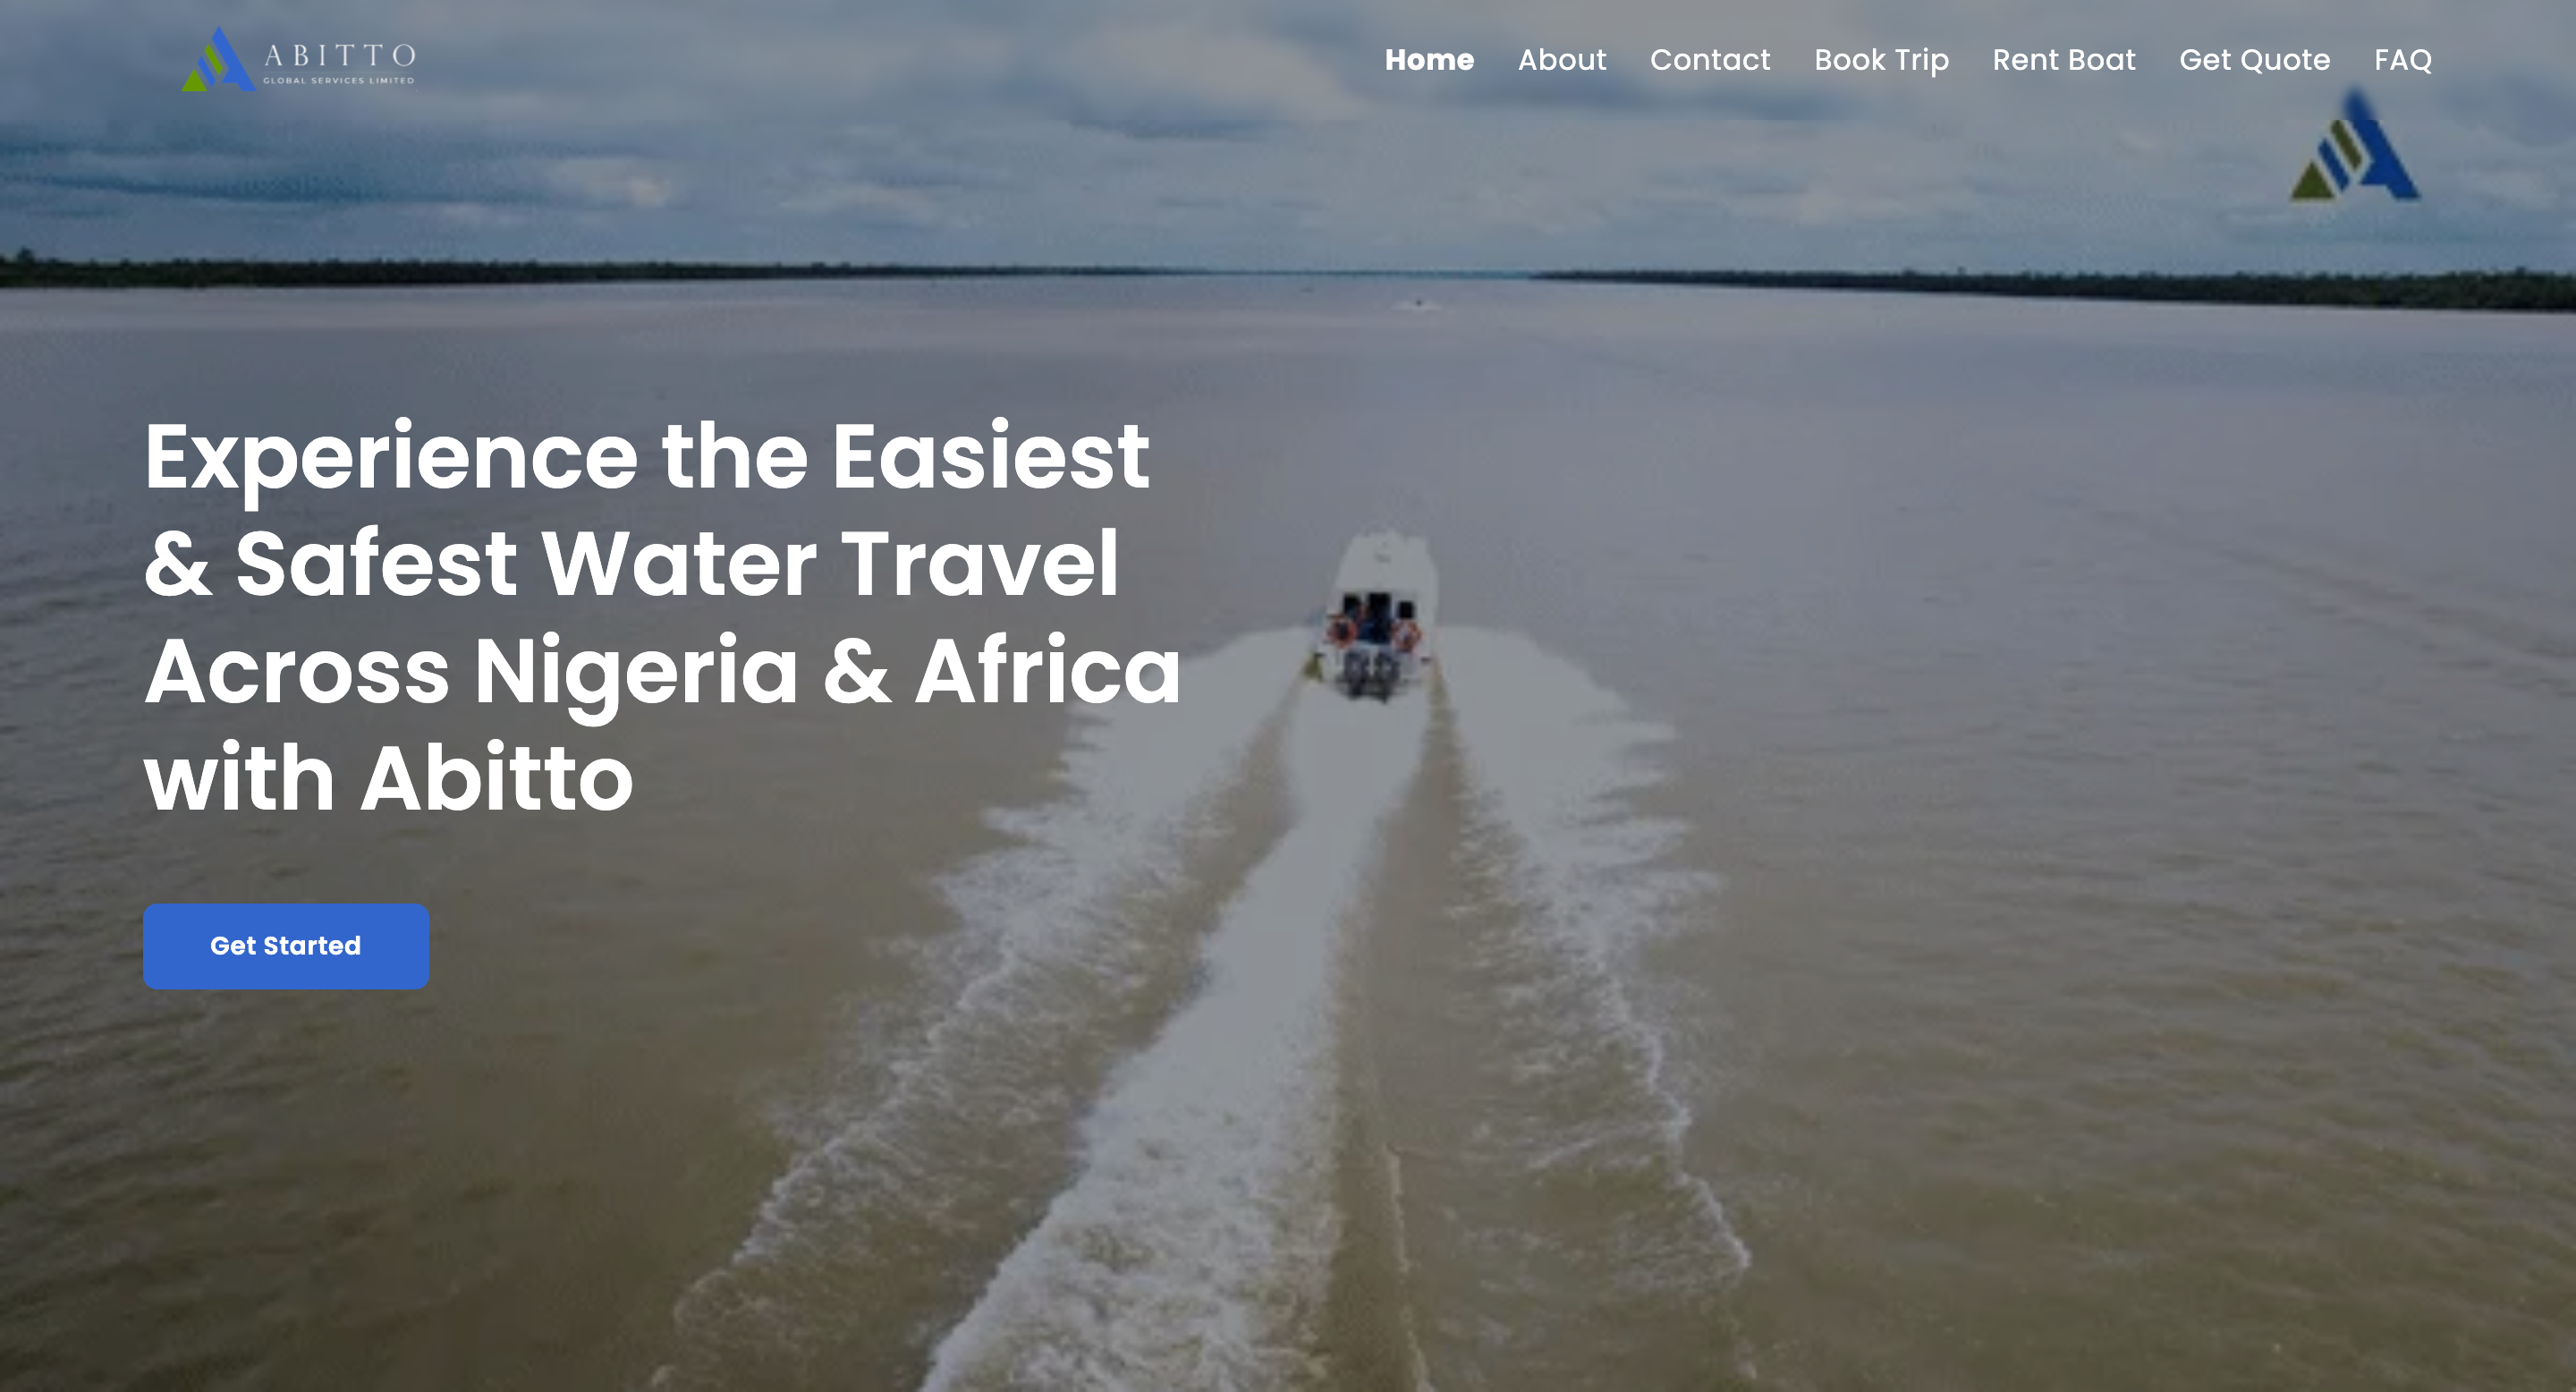 ABITTO
GLOBAL SERVICES LIMITED
Home About Contact Book Trip Rent Boat Get Quote FAQ
Experience the Easiest
& Safest Water Travel
Across Nigeria & Africa
with Abitto
Get Started